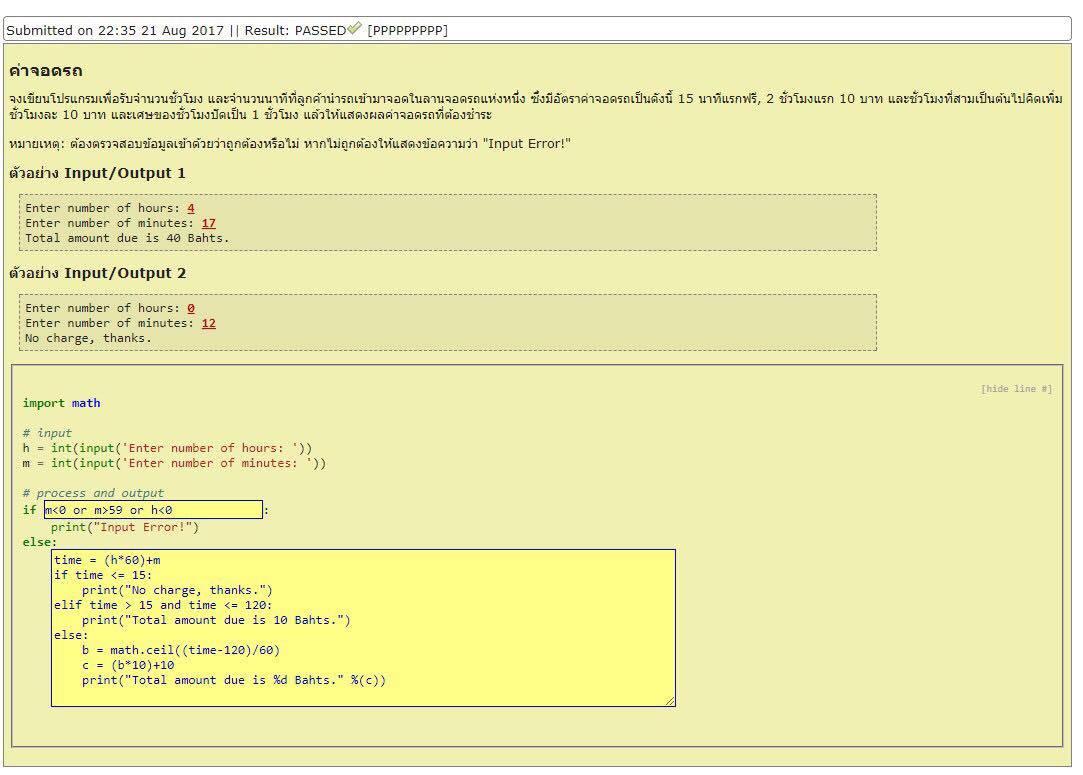 Submitted on 22:35 21 Aug 2017 || Result: PASSED [PPPPPPPPP]
ค่าจอดรถ
จงเขียนโปรแกรมเพื่อรับจำนวนชั่วโมง และจำนวนนาทีที่ลูกค้านำรถเข้ามาจอดในลานจอดรถแห่งหนึ่ง ซึ่งมีอัตราค่าจอดรถเป็นดังนี้ 15 นาทีแรกฟรี, 2 ชั่วโมงแรก 10 บาท และชั่วโมงที่สามเป็นต้นไปคิดเพิ่ม
ชั่วโมงละ 10 บาท และเศษของชั่วโมงปัดเป็น 1 ชั่วโมง แล้วให้แสดงผลค่าจอดรถที่ต้องชำระ
หมายเหตุ: ต้องตรวจสอบข้อมูลเข้าด้วยว่าถูกต้องหรือไม่ หากไม่ถูกต้องให้แสดงข้อความว่า "Input Error!"
ตัวอย่าง Input/Output 1
Enter number of hours: 4
Enter number of minutes: 17
Total amount due is 40 Bahts.
ตัวอย่าง Input/Output 2
Enter number of hours: 0
Enter number of minutes: 12
No charge, thanks.
[hide line #]
import math
# input
h = int(input('Enter number of hours: '))
m = int(input('Enter number of minutes: '))
# process and output
if m<0 or m>59 or h<0:
    print("Input Error!")
else:
    time = (h*60)+m
    if time <= 15:
        print("No charge, thanks.")
    elif time > 15 and time <= 120:
        print("Total amount due is 10 Bahts.")
    else:
        b = math.ceil((time-120)/60)
        c = (b*10)+10
        print("Total amount due is %d Bahts." %(c))